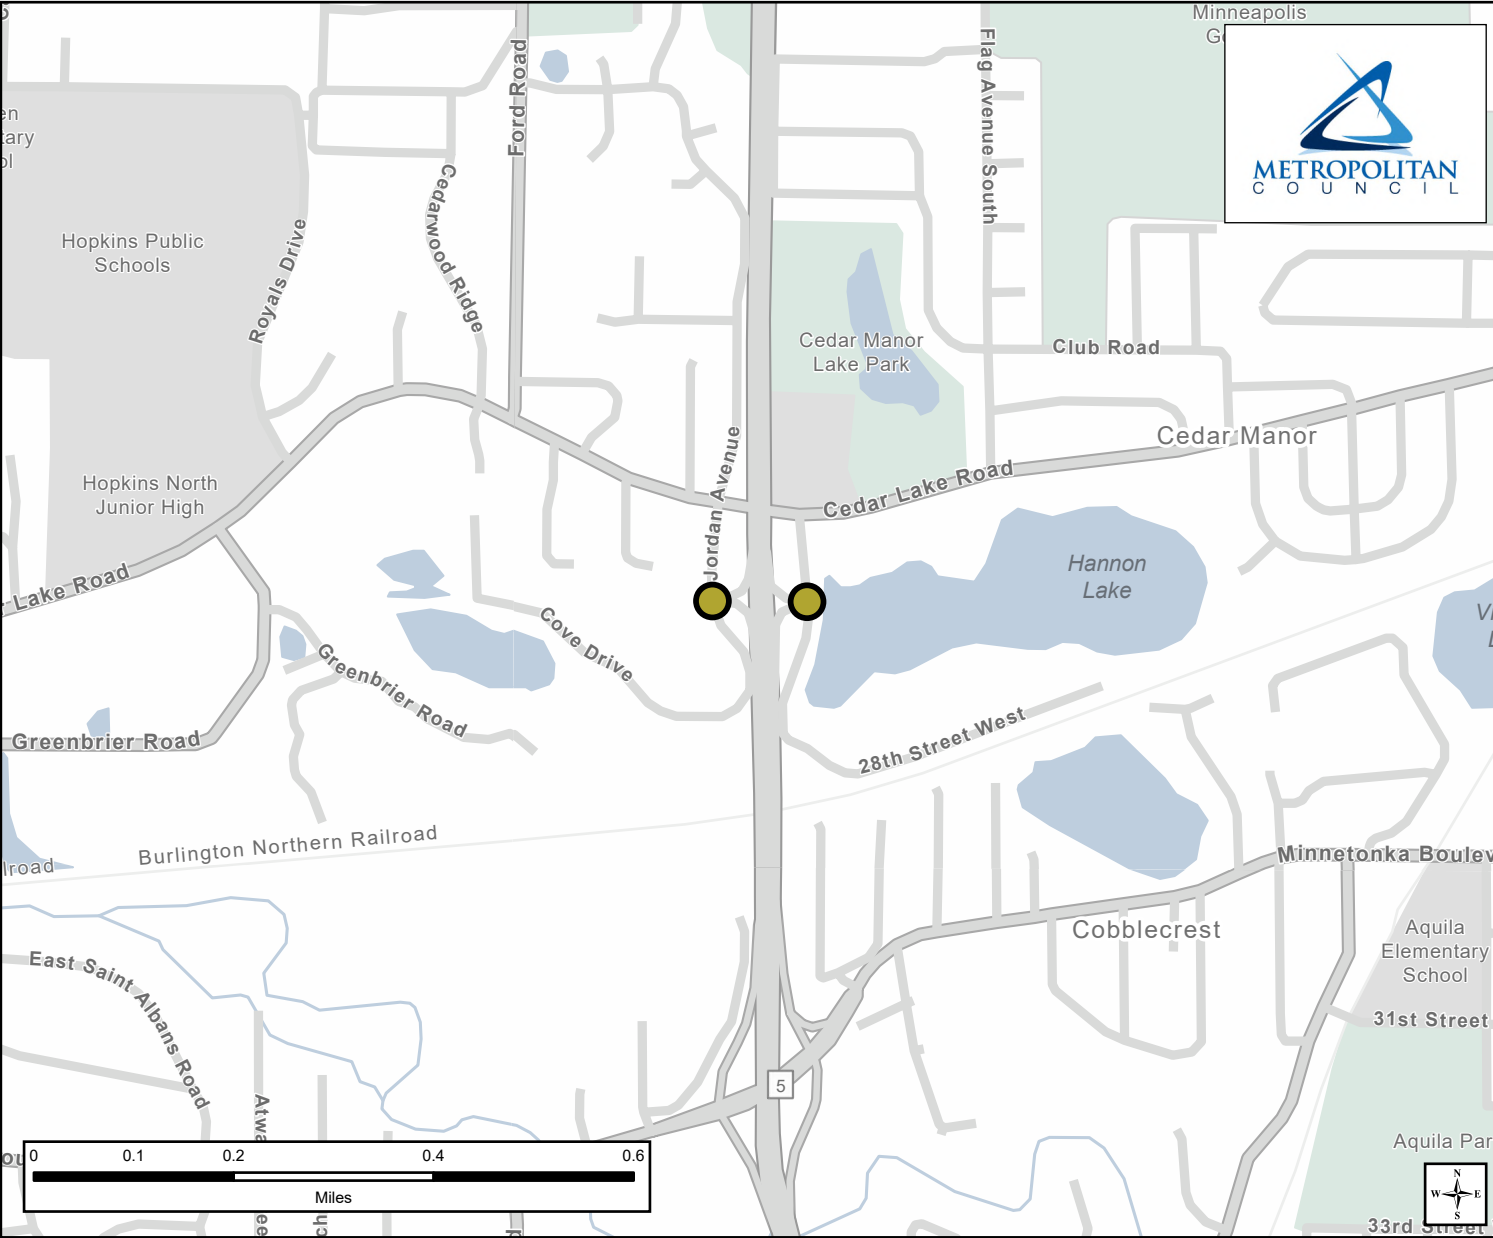 Minneapolis
METROPOLITAN
COUNCIL
Ford Road
Flag Avenue South
Cedarwood Ridge
Royals Drive
Hopkins Public
Schools
Cedar Manor
Lake Park
Club Road
Cedar Manor
Jordan Avenue
Cedar Lake Road
Hopkins North
Junior High
Lake Road
Hannon
Lake
Cove Drive
Greenbrier Road
Greenbrier Road
28th Street West
Burlington Northern Railroad
lroad
Minnetonka Boulev
Cobblecrest
Aquila
Elementary
School
East Saint Albans Road
31st Street
5
Atwa
Aquila Par
33rd Street
0 0.1 0.2 0.4 0.6
Miles
N
W E
S